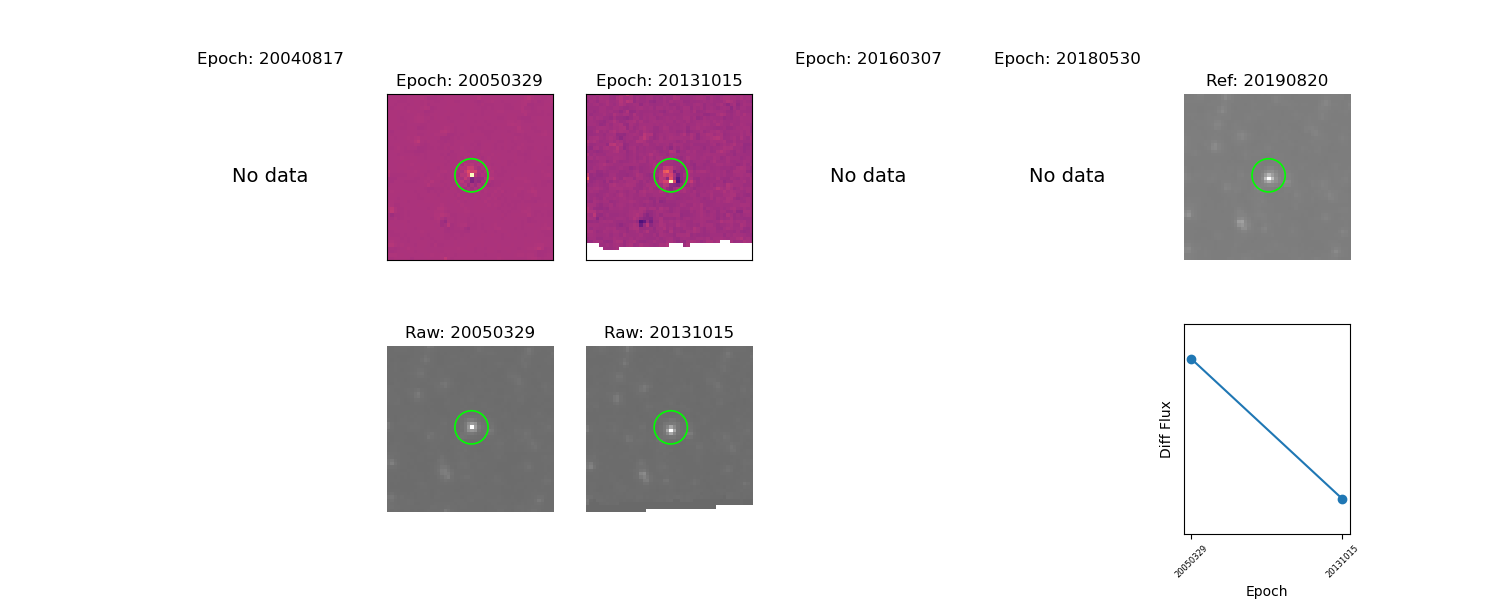 Epoch: 20040817
Epoch: 20050329
Epoch: 20131015
Epoch: 20160307
Epoch: 20180530
Ref: 20190820
No data
No data
No data
Raw: 20050329
Raw: 20131015
Diff Flux
20050329
20131015
Epoch